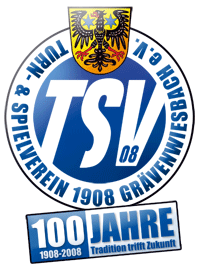 TURN- & SPIELVEREIN 1908 GRÄVENWIESBACH e.V.
TSV
08
100 JAHRE
1908-2008 Tradition trifft Zukunft